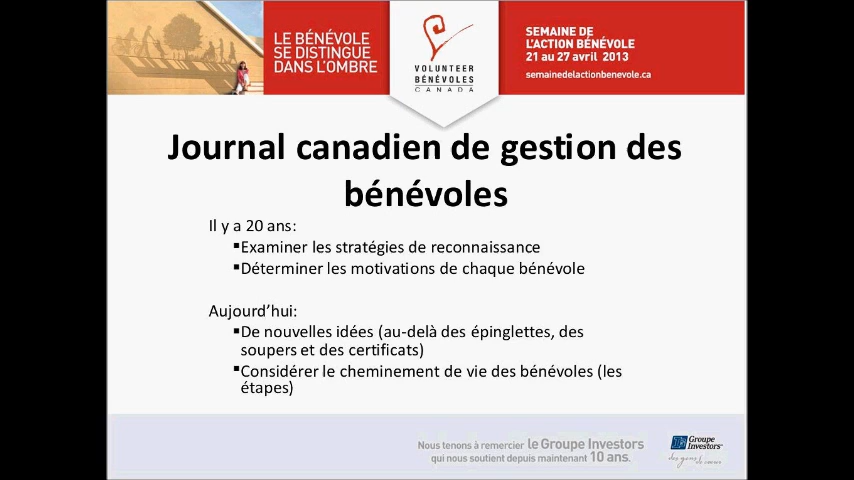 LE BÉNÉVOLE
SE DISTINGUE
DANS L'OMBRE
VOLUNTEER
BÉNÉVOLES
CANADA
SEMAINE DE
L'ACTION BÉNÉVOLE
21 au 27 avril 2013
semainedelactionbenevole.ca
Journal canadien de gestion des
bénévoles
Il y a 20 ans:
▪Examiner les stratégies de reconnaissance
▪Déterminer les motivations de chaque bénévole
Aujourd'hui:
▪De nouvelles idées (au-delà des épinglettes, des
soupers et des certificats)
▪Considérer le cheminement de vie des bénévoles (les
étapes)
Nous tenons à remercier le Groupe Investors
qui nous soutient depuis maintenant 10 ans.
Groupe
Investors